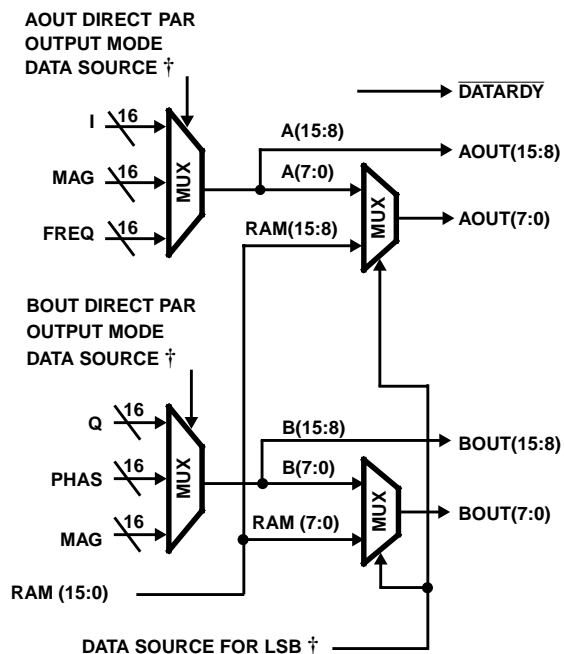 AOUT DIRECT PAR
OUTPUT MODE
DATA SOURCE †
DATARDY
I
16
A(15:8)
AOUT(15:8)
MAG
16
MUX
A(7:0)
MUX
AOUT(7:0)
FREQ
16
RAM(15:8)
BOUT DIRECT PAR
OUTPUT MODE
DATA SOURCE †
Q
16
B(15:8)
BOUT(15:8)
PHAS
16
MUX
B(7:0)
MUX
BOUT(7:0)
MAG
16
RAM (7:0)
RAM (15:0)
DATA SOURCE FOR LSB †